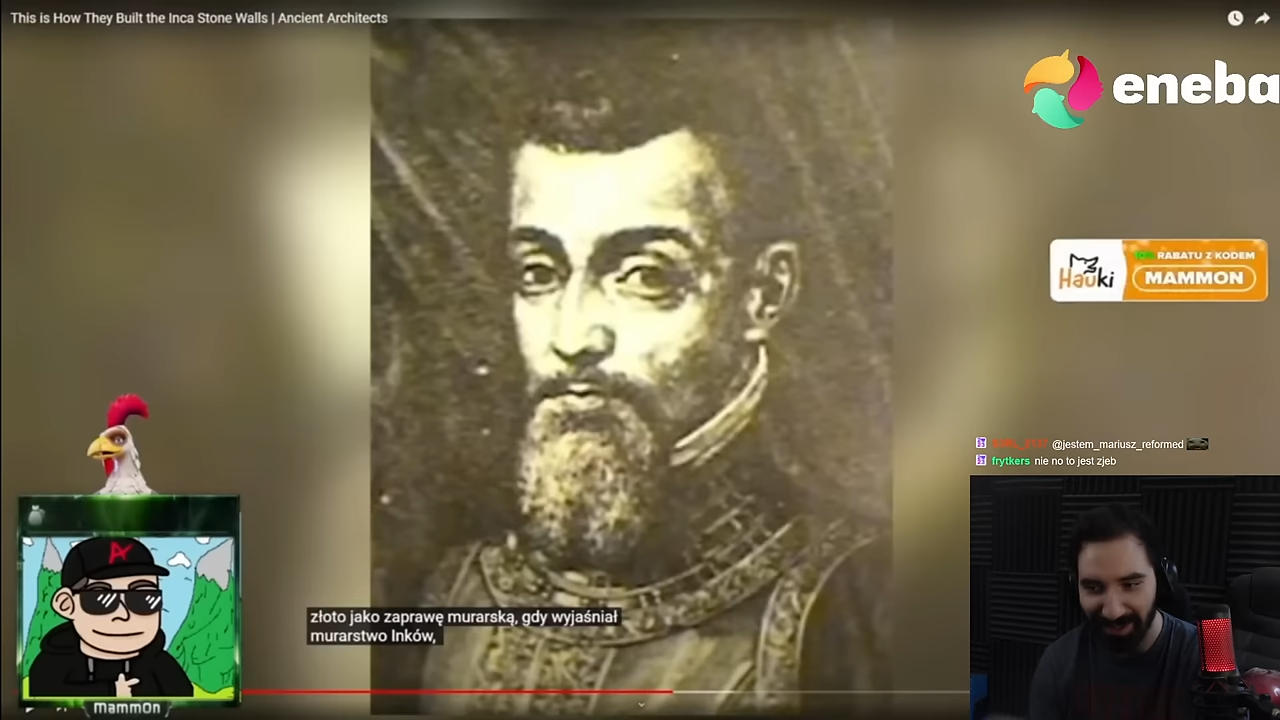 This is How They Built the Inca Stone Walls | Ancient Architects
eneba
Hauki
RABATU Z KODEM
MAMMON
@jestem_mariusz_reformed
frytkers nie no to jest zjeb
złoto jako zaprawę murarską, gdy wyjaśniał
murarstwo Inków,
A
mammOn